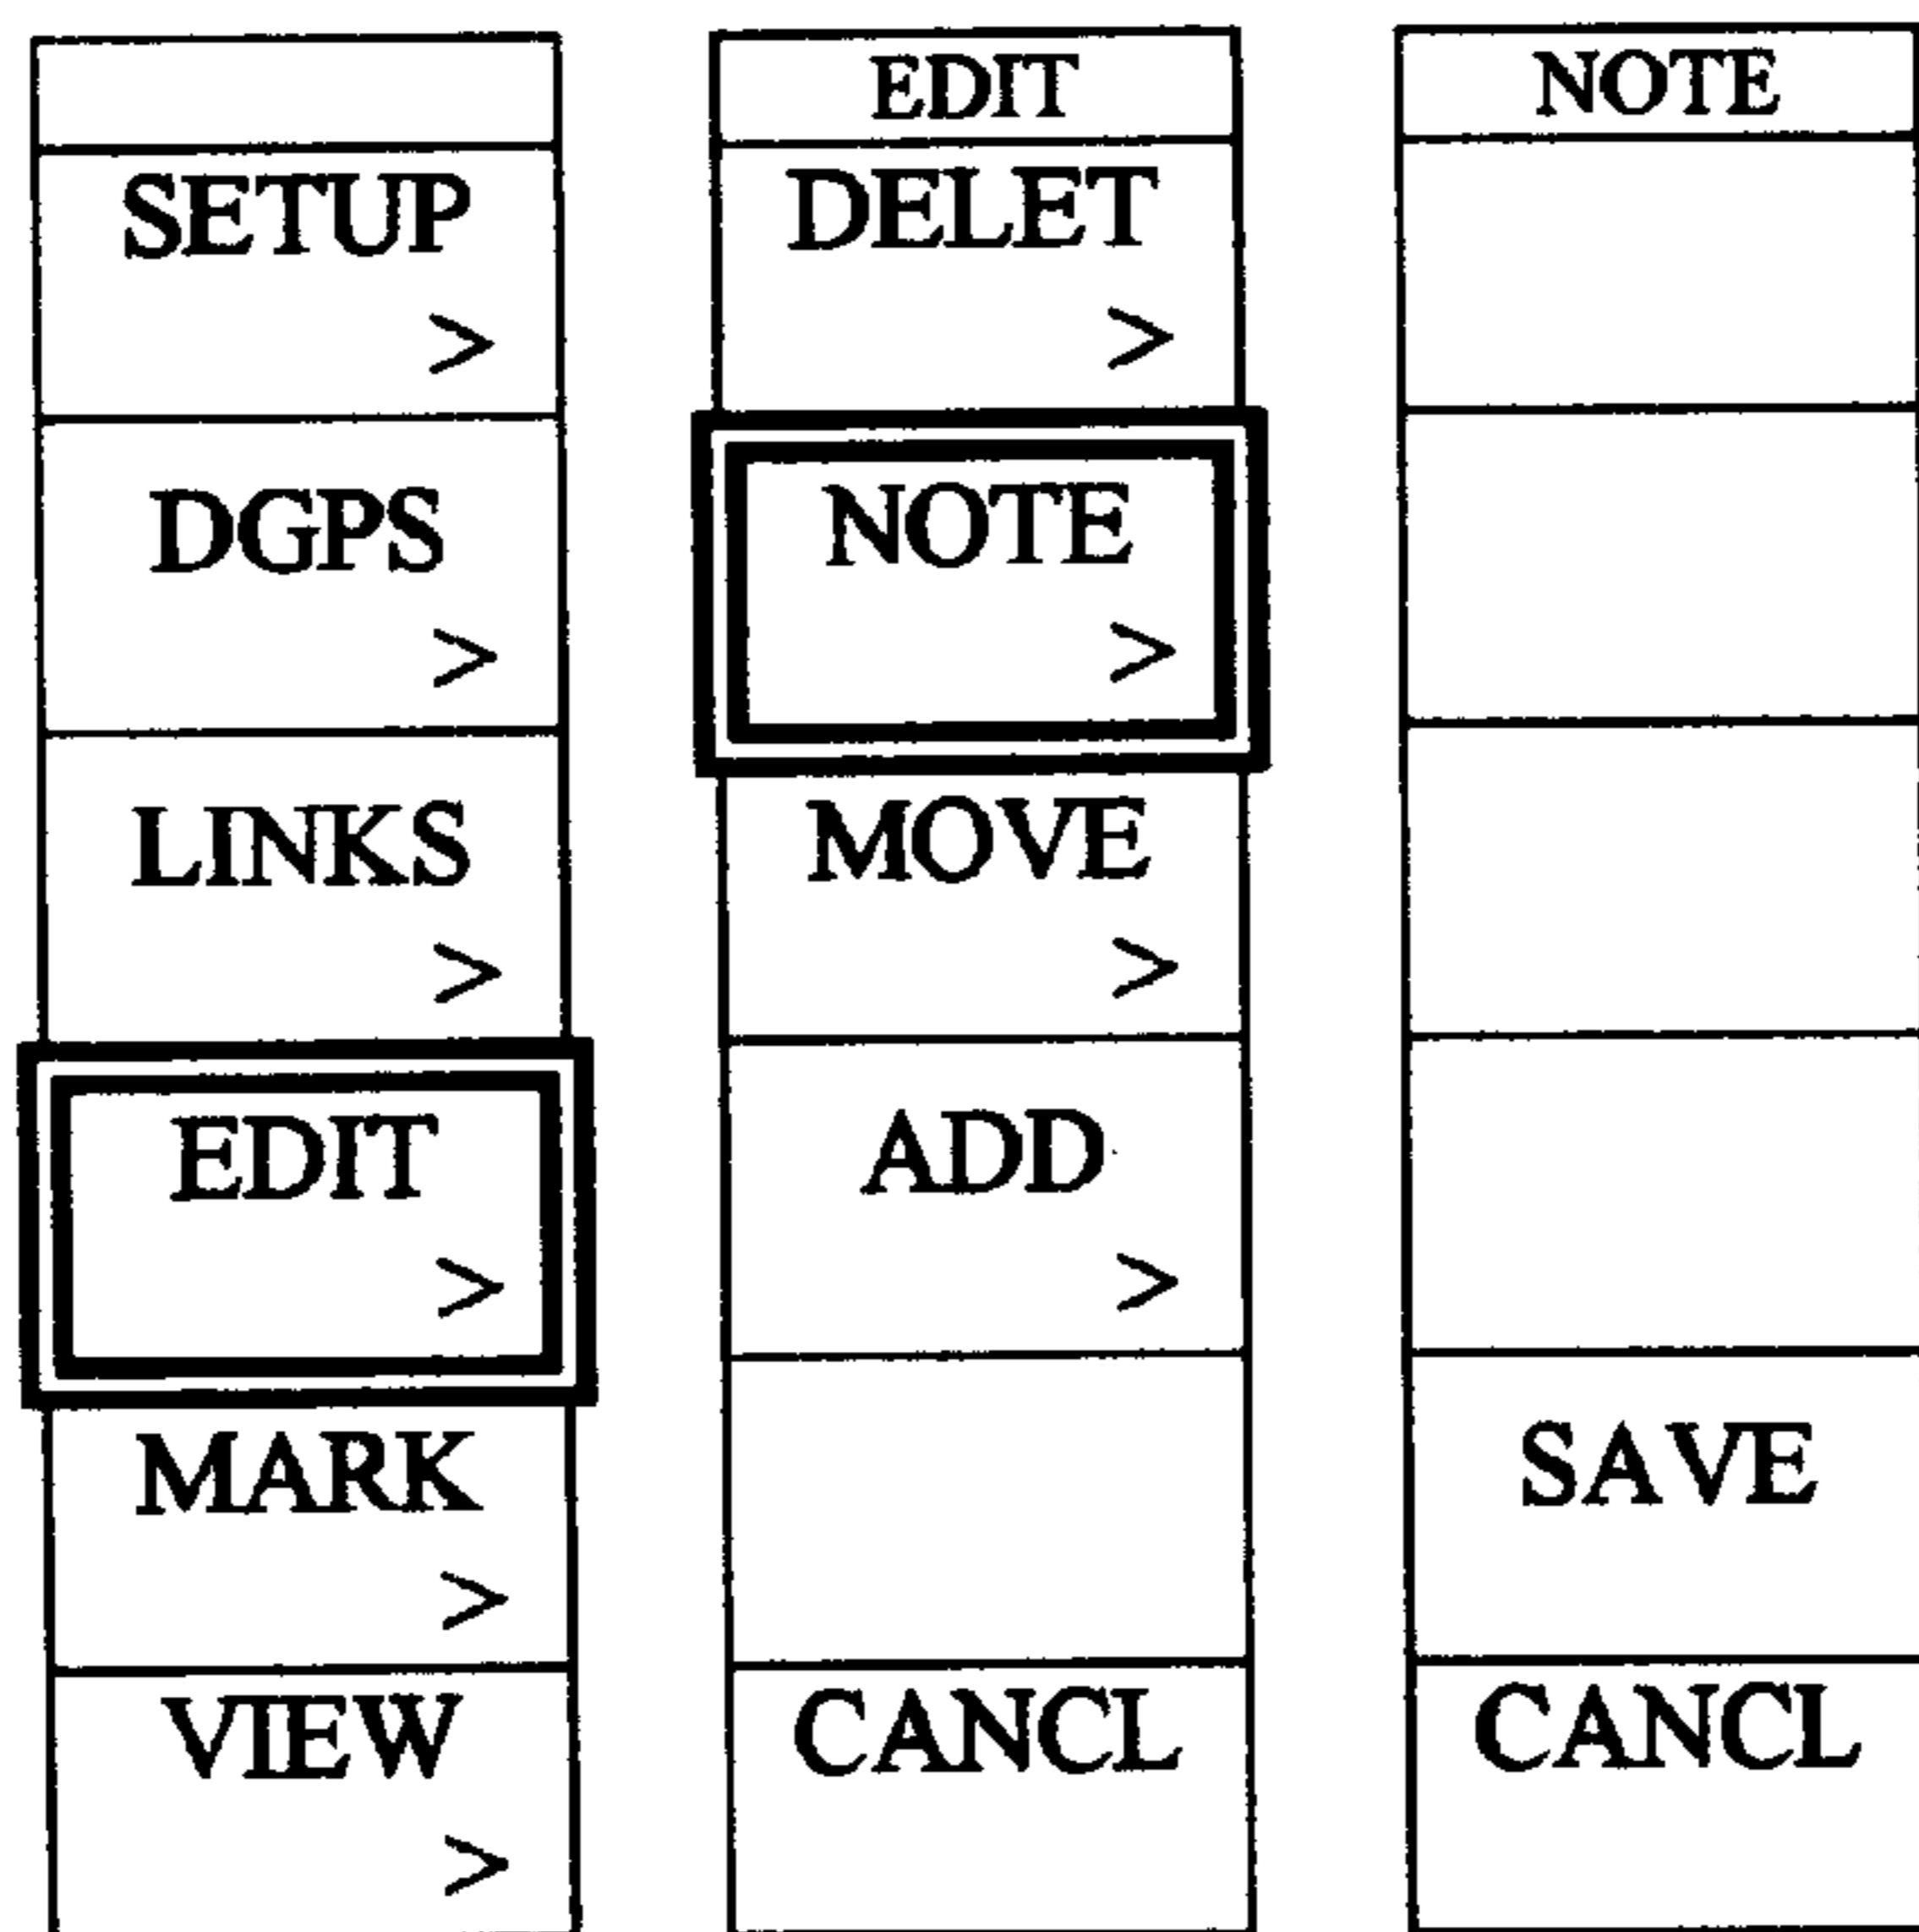 SETUP
>
DGPS
>
LINKS
>
EDIT
>
MARK
>
VIEW
>
EDIT
DELET
>
NOTE
>
MOVE
>
ADD
>
CANCL
NOTE
SAVE
CANCL